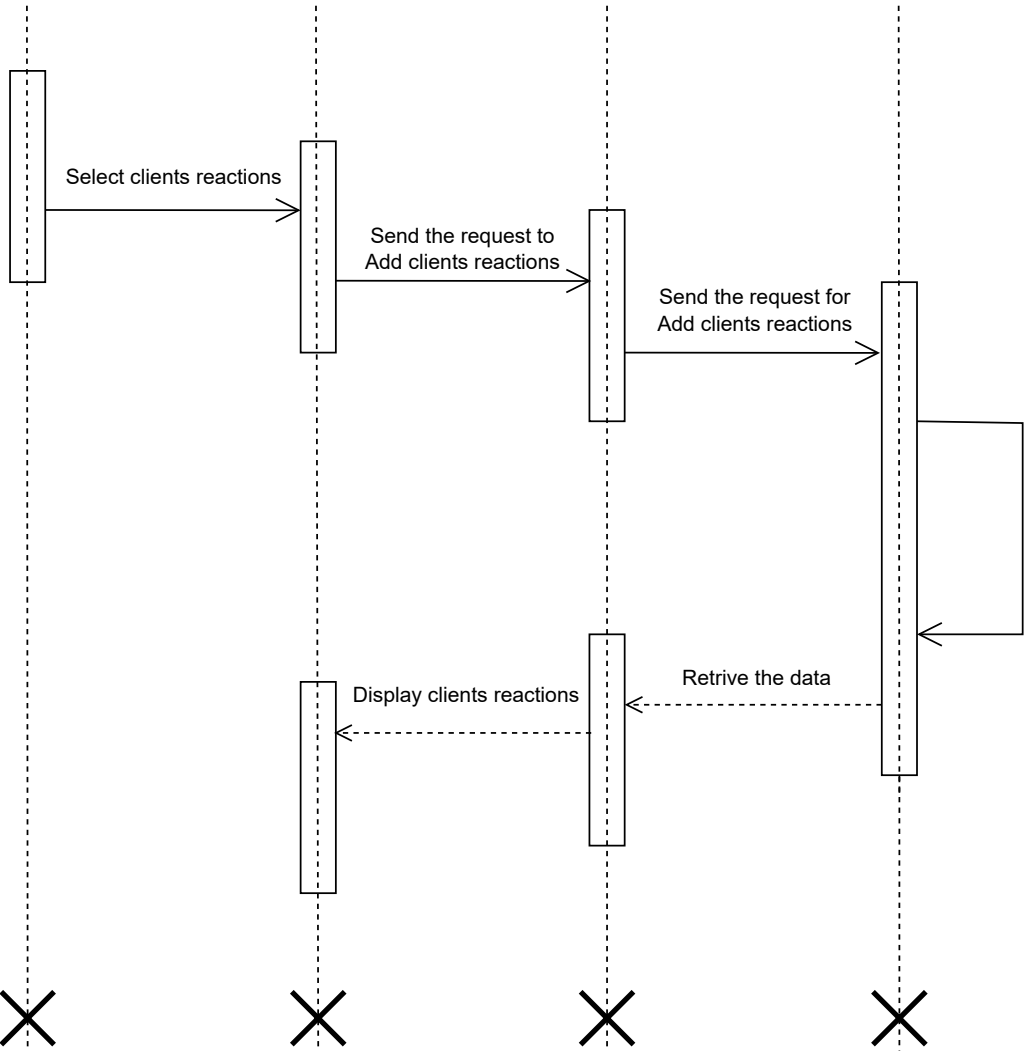 Select clients reactions
Send the request to
Add clients reactions
Send the request for
Add clients reactions
Retrive the data
Display clients reactions